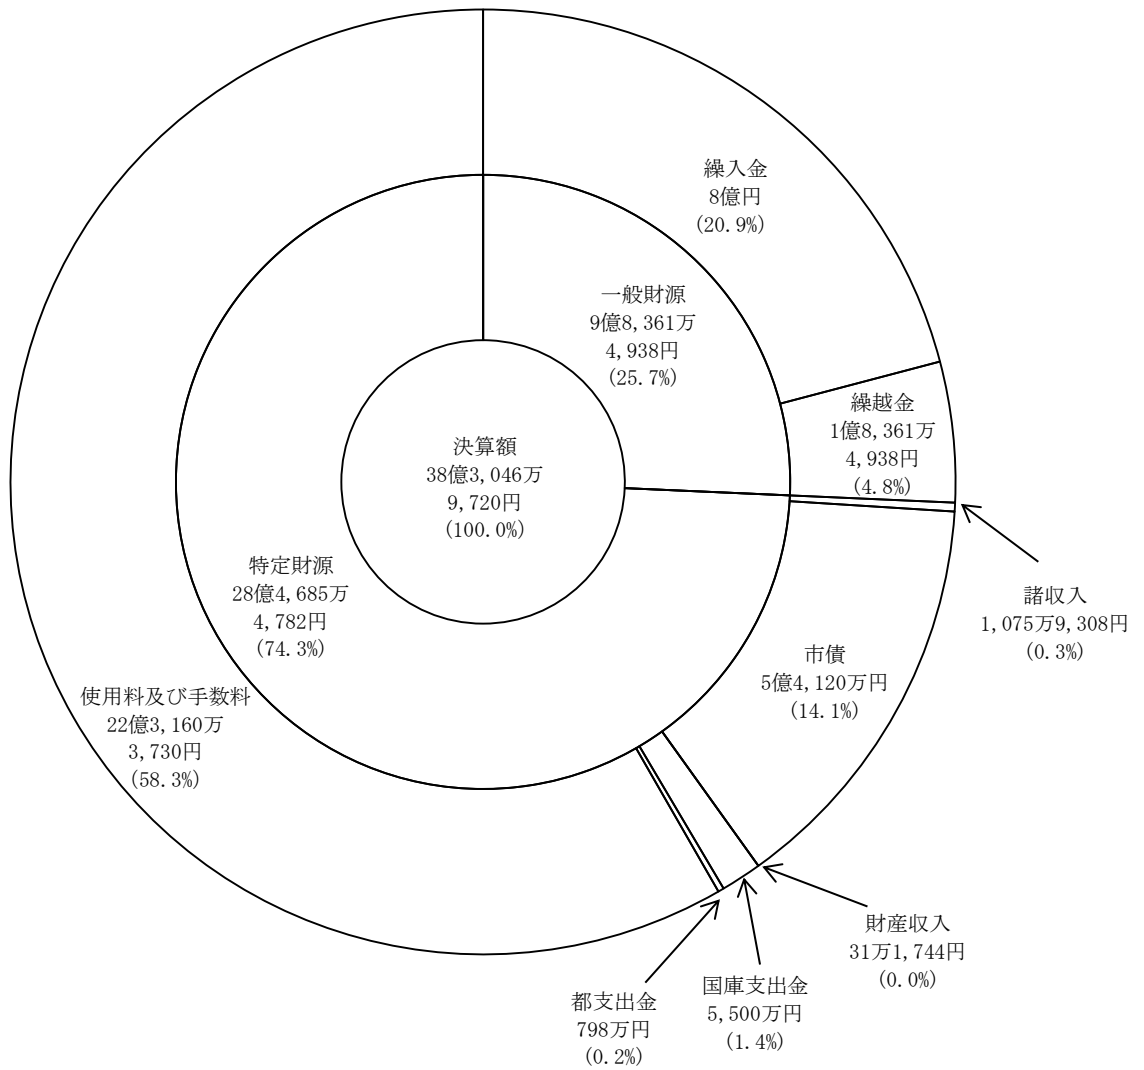 繰入金
8億円
(20.9%)
一般財源
9億8,361万
4,938円
(25.7%)
繰越金
1億8,361万
4,938円
(4.8%)
決算額
38億3,046万
9,720円
(100.0%)
特定財源
28億4,685万
4,782円
(74.3%)
諸収入
1,075万9,308円
(0.3%)
市債
5億4,120万円
(14.1%)
使用料及び手数料
22億3,160万
3,730円
(58.3%)
財産収入
31万1,744円
(0.0%)
国庫支出金
5,500万円
(1.4%)
都支出金
798万円
(0.2%)